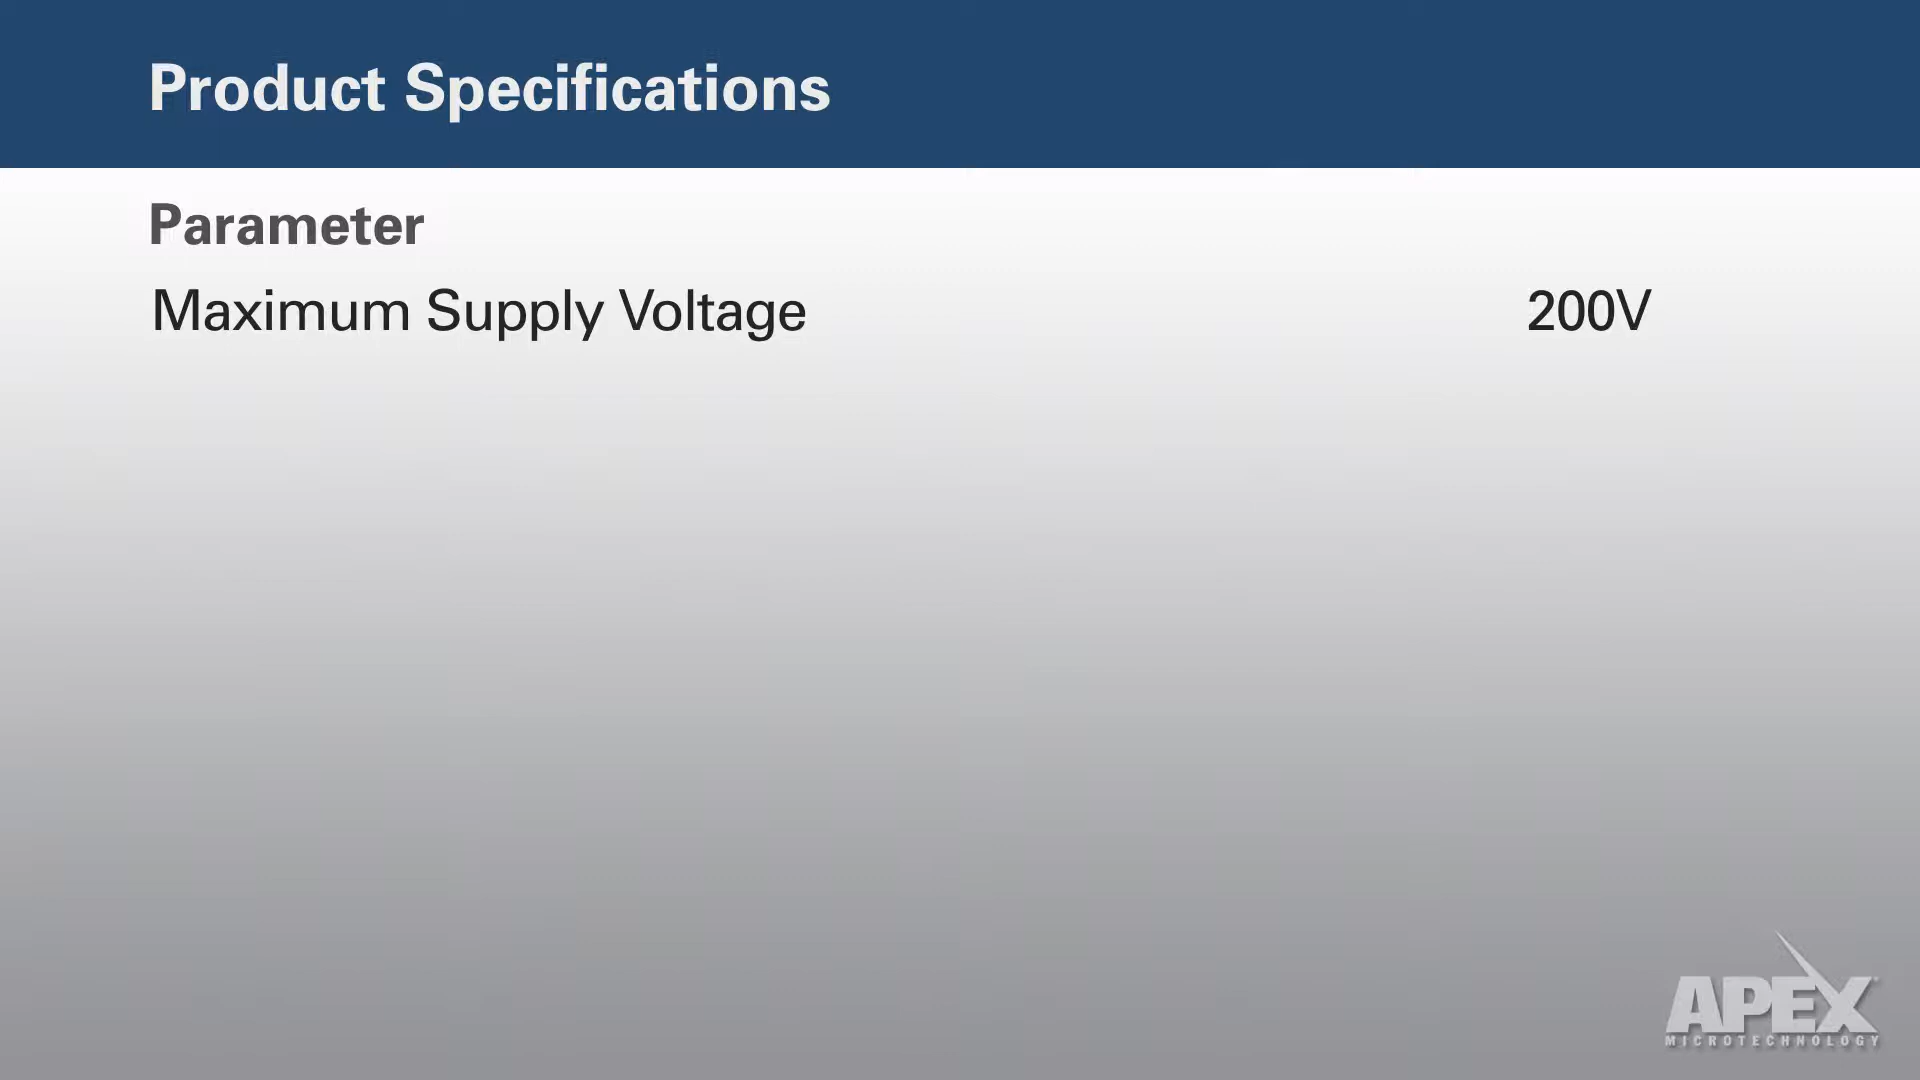 Product Specifications
Parameter
Maximum Supply Voltage 200V
APEX
MICROTECHNOLOGY